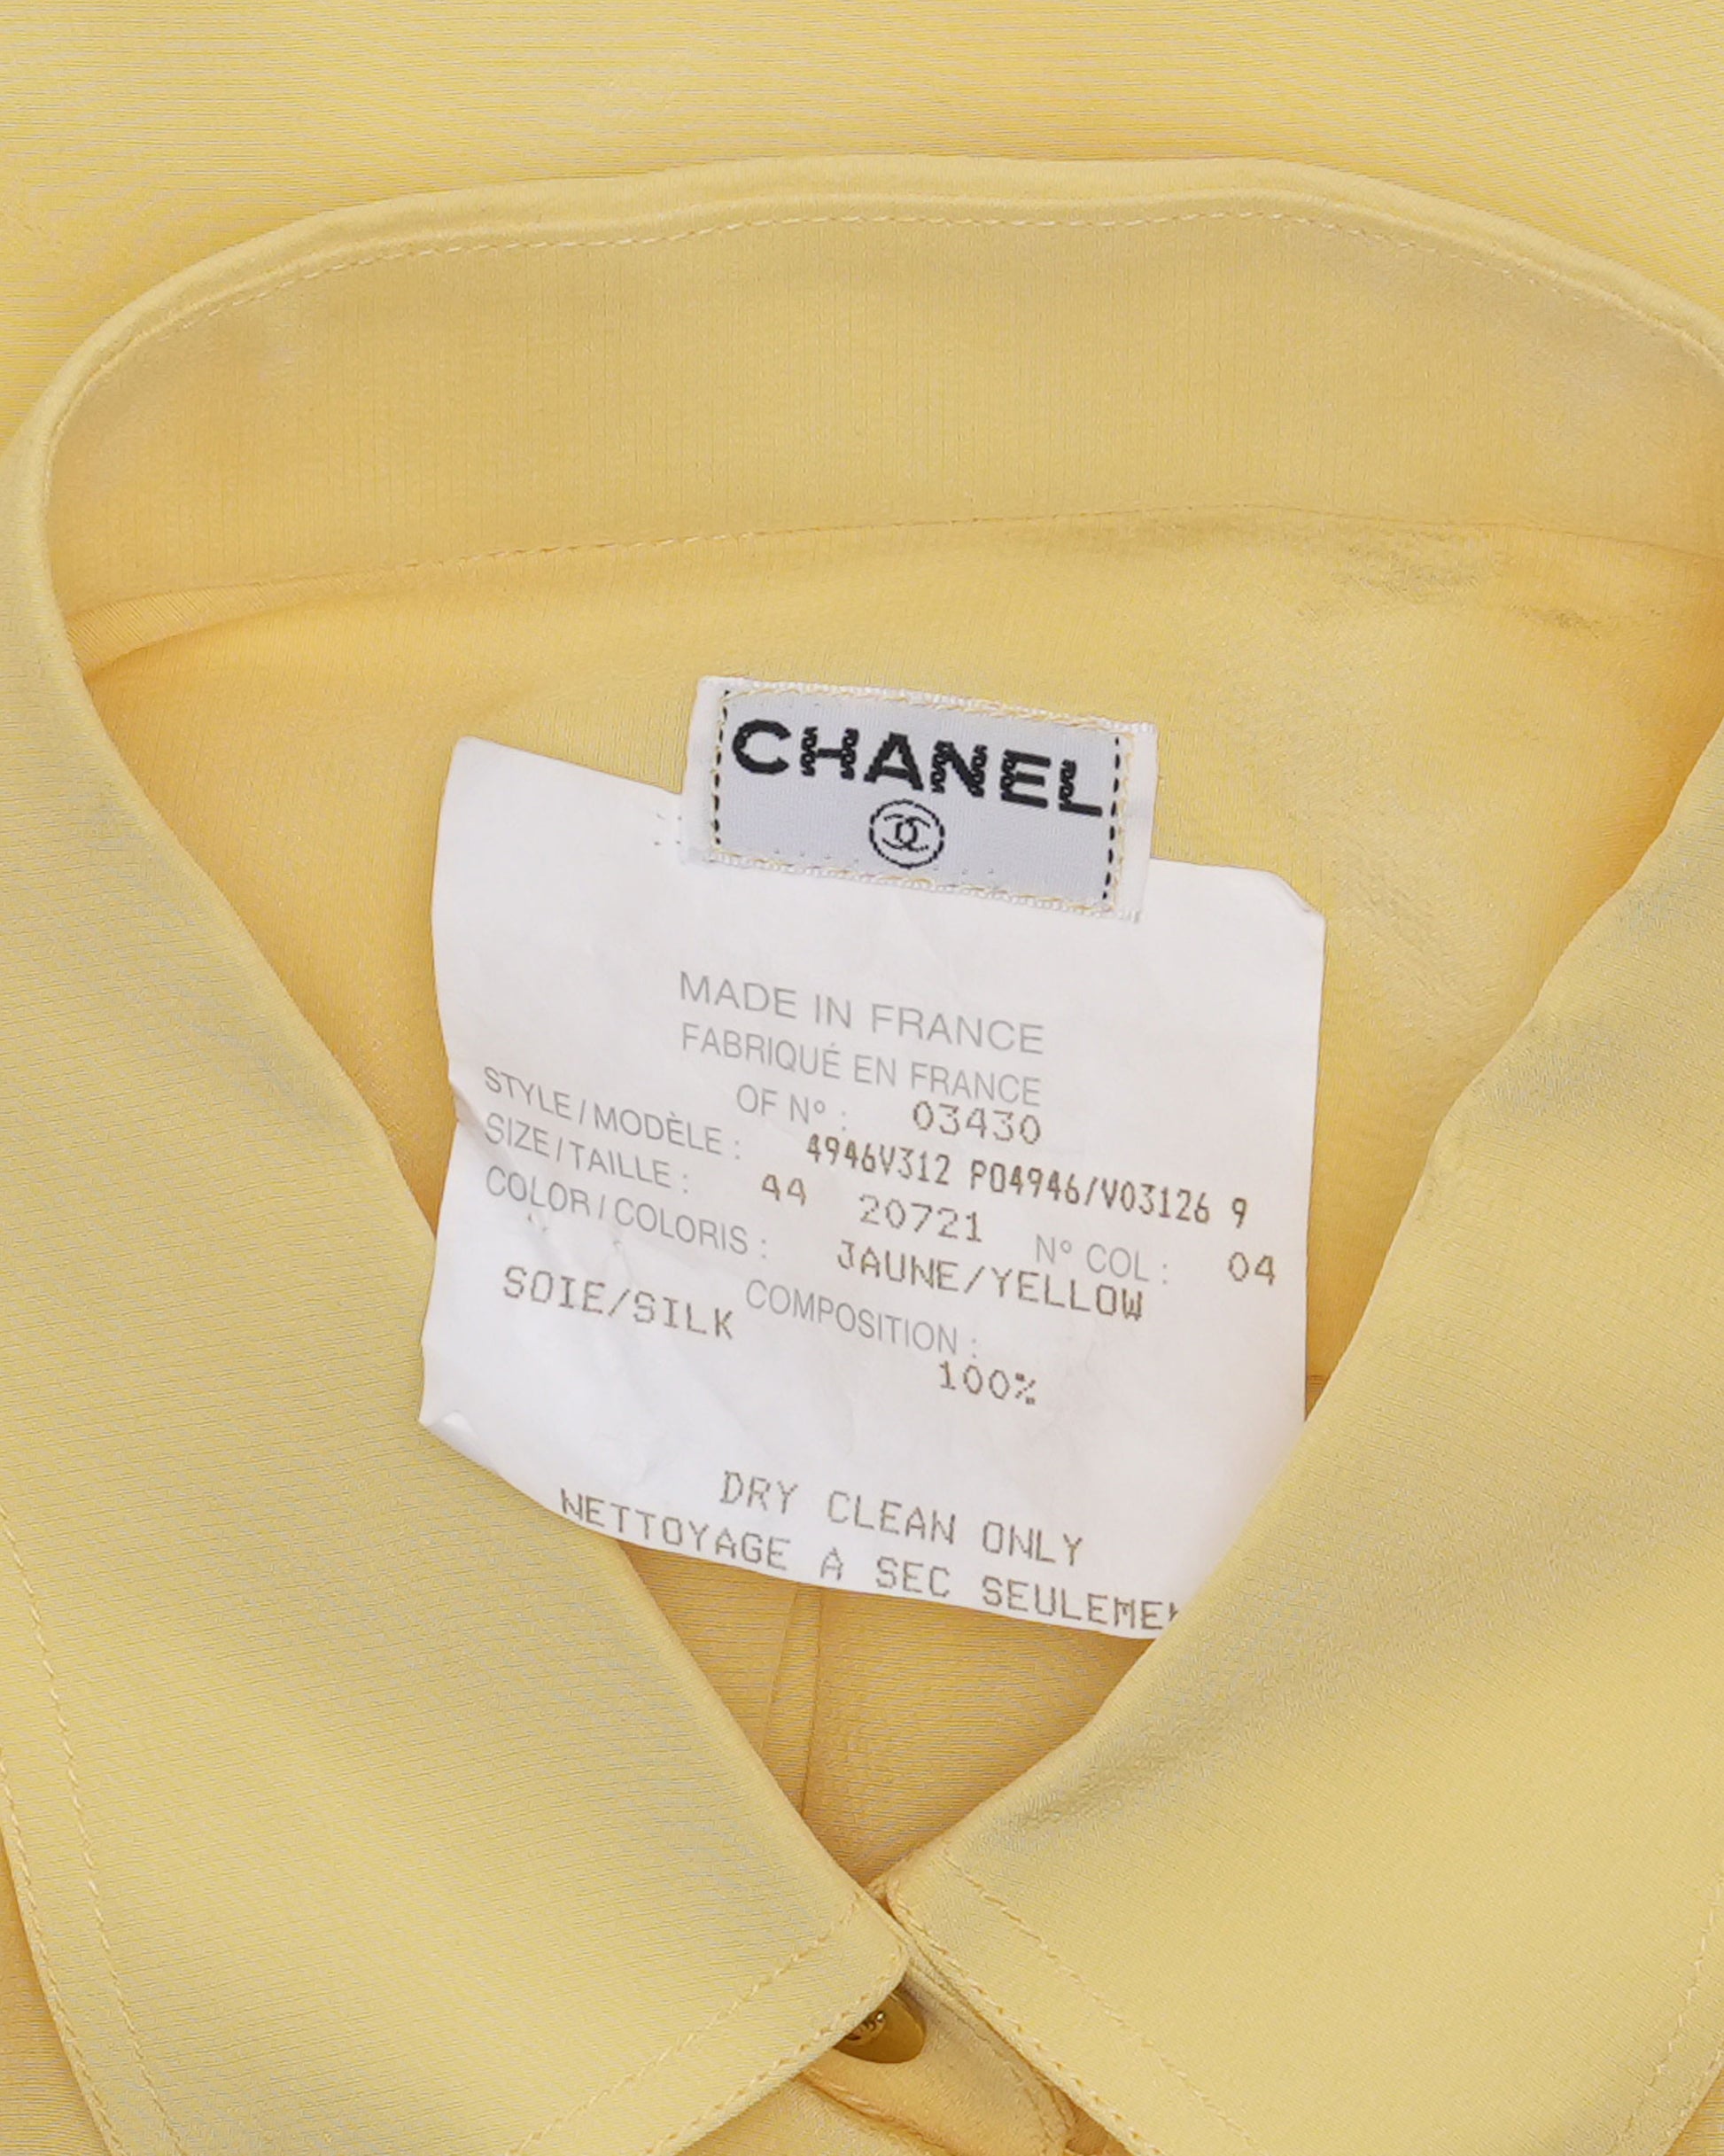 CHANEL
MADE IN FRANCE
FABRIQUÉ EN FRANCE
OF N° : 03430
STYLE / MODÈLE : 4946V312 P04946/V03126 9
SIZE / TAILLE : 44 20721 N° COL : 04
COLOR / COLORIS : JAUNE/YELLOW
COMPOSITION :
SOIE/SILK 100%
DRY CLEAN ONLY
NETTOYAGE À SEC SEULEME